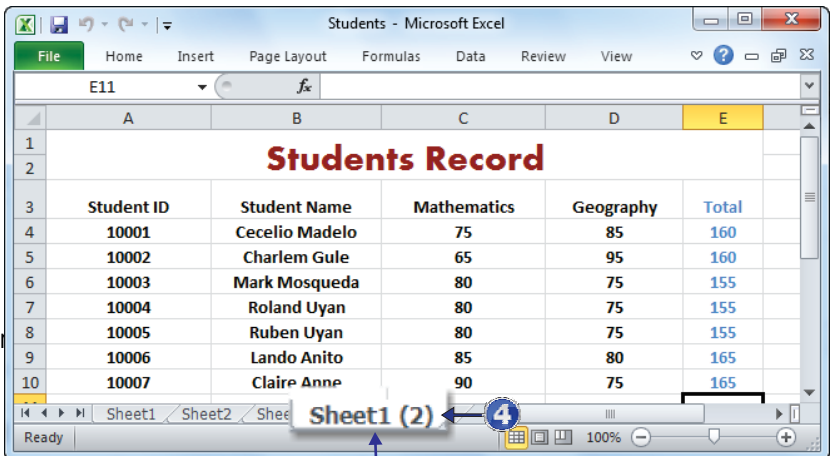 Students - Microsoft Excel
File Home Insert Page Layout Formulas Data Review View
E11 fx
A B C D E
1
2 Students Record
3 Student ID Student Name Mathematics Geography Total
4 10001 Cecelio Madelo 75 85 160
5 10002 Charlem Gule 65 95 160
6 10003 Mark Mosqueda 80 75 155
7 10004 Roland Uyan 80 75 155
8 10005 Ruben Uyan 80 75 155
9 10006 Lando Anito 85 80 165
10 10007 Claire Anne 90 75 165
Sheet1 Sheet2 Shee Sheet1 (2) 4
Ready 100%